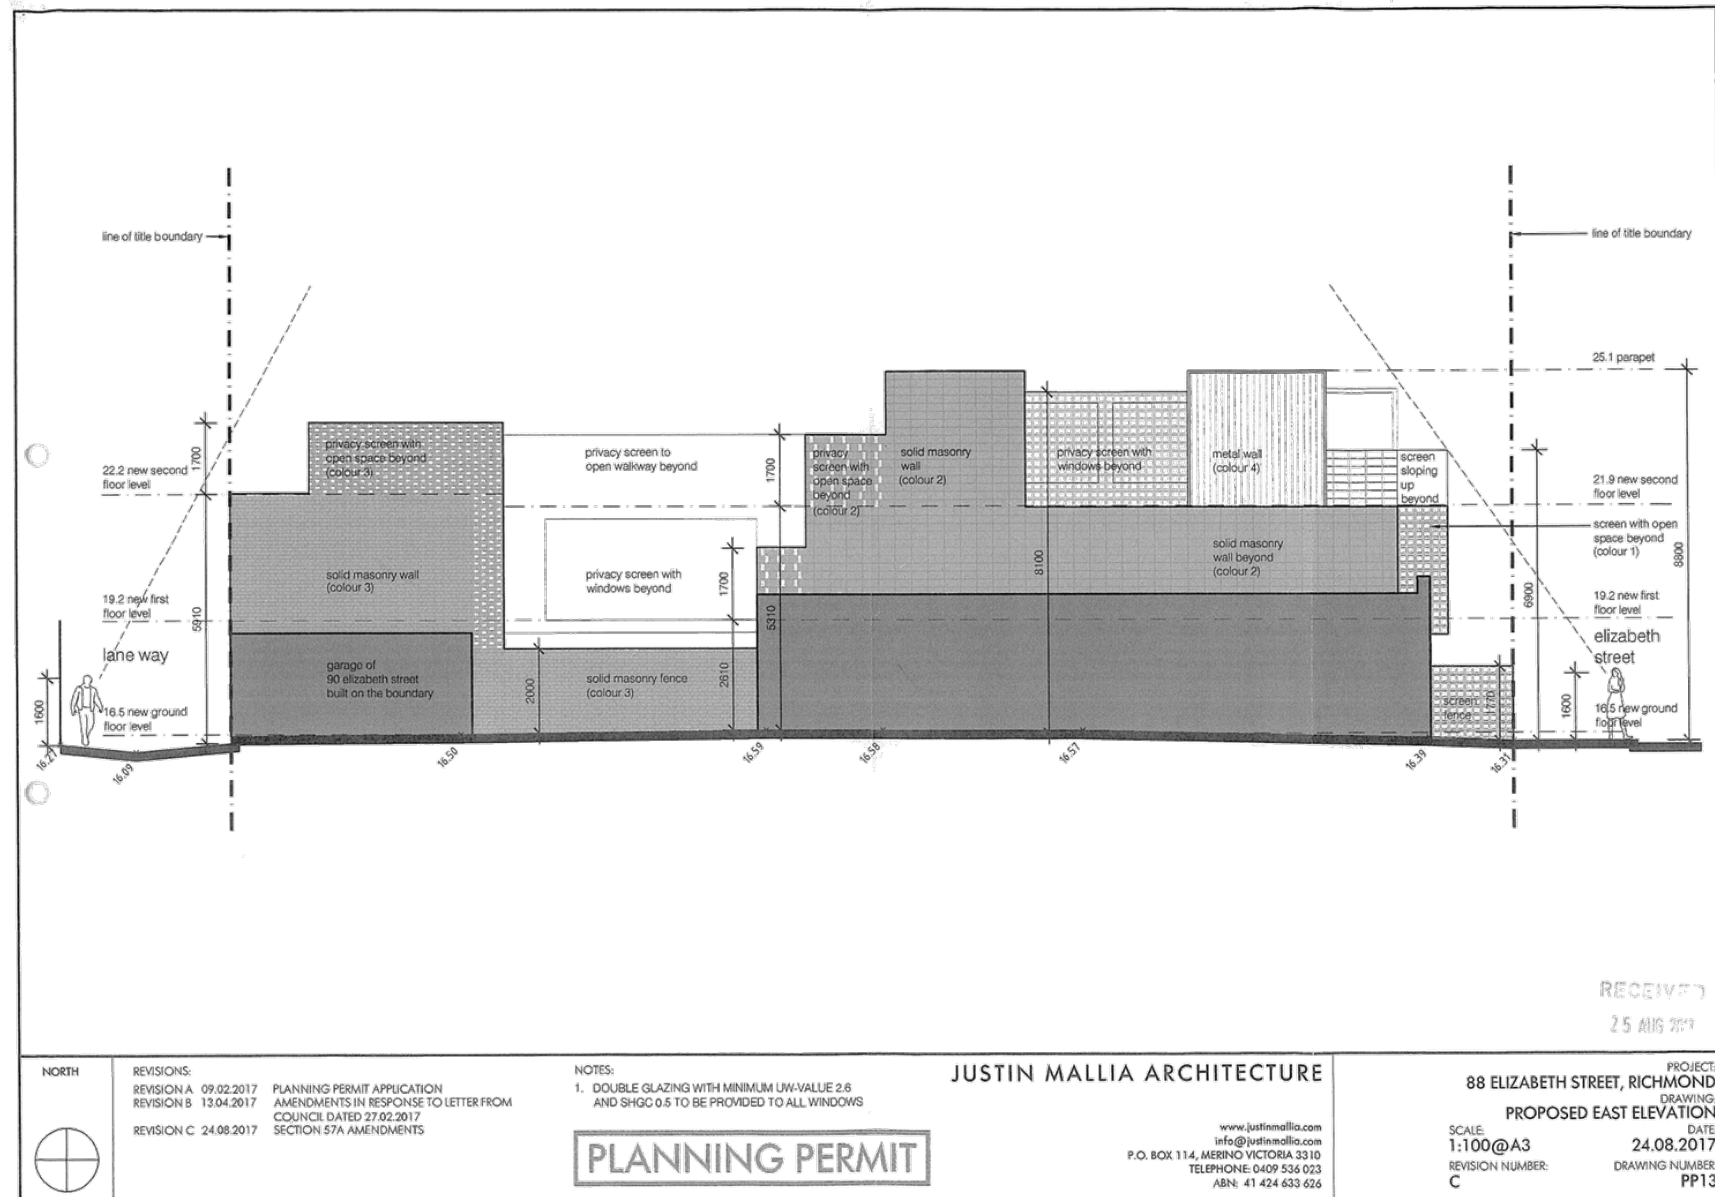 line of title boundary
line of title boundary
25.1 parapet
1700
22.2 new second
floor level
privacy screen with
open space beyond
(colour 3)
privacy screen to
open walkway beyond
1700
privacy
screen with
open space
beyond
(colour 2)
solid masonry
wall
(colour 2)
privacy screen with
windows beyond
metal wall
(colour 4)
screen
sloping
up
beyond
21.9 new second
floor level
screen with open
space beyond
(colour 1)
8800
5910
solid masonry wall
(colour 3)
privacy screen with
windows beyond
1700
8100
solid masonry
wall beyond
(colour 2)
6900
19.2 new first
floor level
19.2 new first
floor level
5310
lane way
elizabeth
street
garage of
90 elizabeth street
built on the boundary
2000
solid masonry fence
(colour 3)
2610
screen
fence
1770
1600
1600
16.5 new ground
floor level
16.5 new ground
floor level
16.27
16.09
16.50
16.59
16.58
16.57
16.39
16.31
RECEIVED
25 AUG 2017
NORTH
REVISIONS:
REVISION A 09.02.2017 PLANNING PERMIT APPLICATION
REVISION B 13.04.2017 AMENDMENTS IN RESPONSE TO LETTER FROM
COUNCIL DATED 27.02.2017
REVISION C 24.08.2017 SECTION 57A AMENDMENTS
NOTES:
1. DOUBLE GLAZING WITH MINIMUM UW-VALUE 2.6
AND SHGC 0.5 TO BE PROVIDED TO ALL WINDOWS
PLANNING PERMIT
JUSTIN MALLIA ARCHITECTURE
www.justinmallia.com
info@justinmallia.com
P.O. BOX 114, MERINO VICTORIA 3310
TELEPHONE: 0409 536 023
ABN: 41 424 633 626
PROJECT:
88 ELIZABETH STREET, RICHMOND
DRAWING:
PROPOSED EAST ELEVATION
SCALE: DATE
1:100@A3 24.08.2017
REVISION NUMBER: DRAWING NUMBER
C PP13